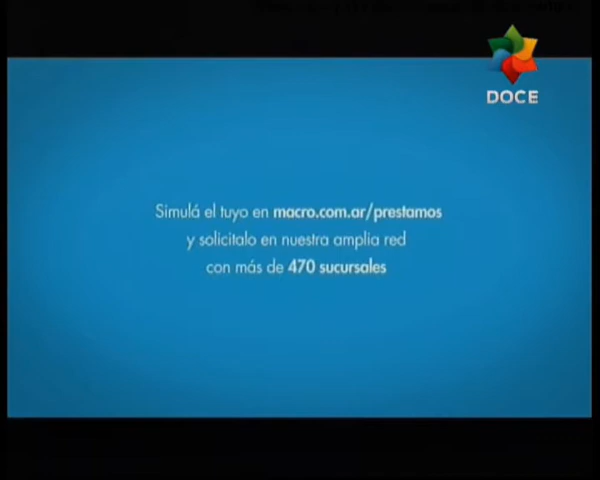 DOCE
Simulá el tuyo en macro.com.ar/prestamos
y solicitalo en nuestra amplia red
con más de 470 sucursales